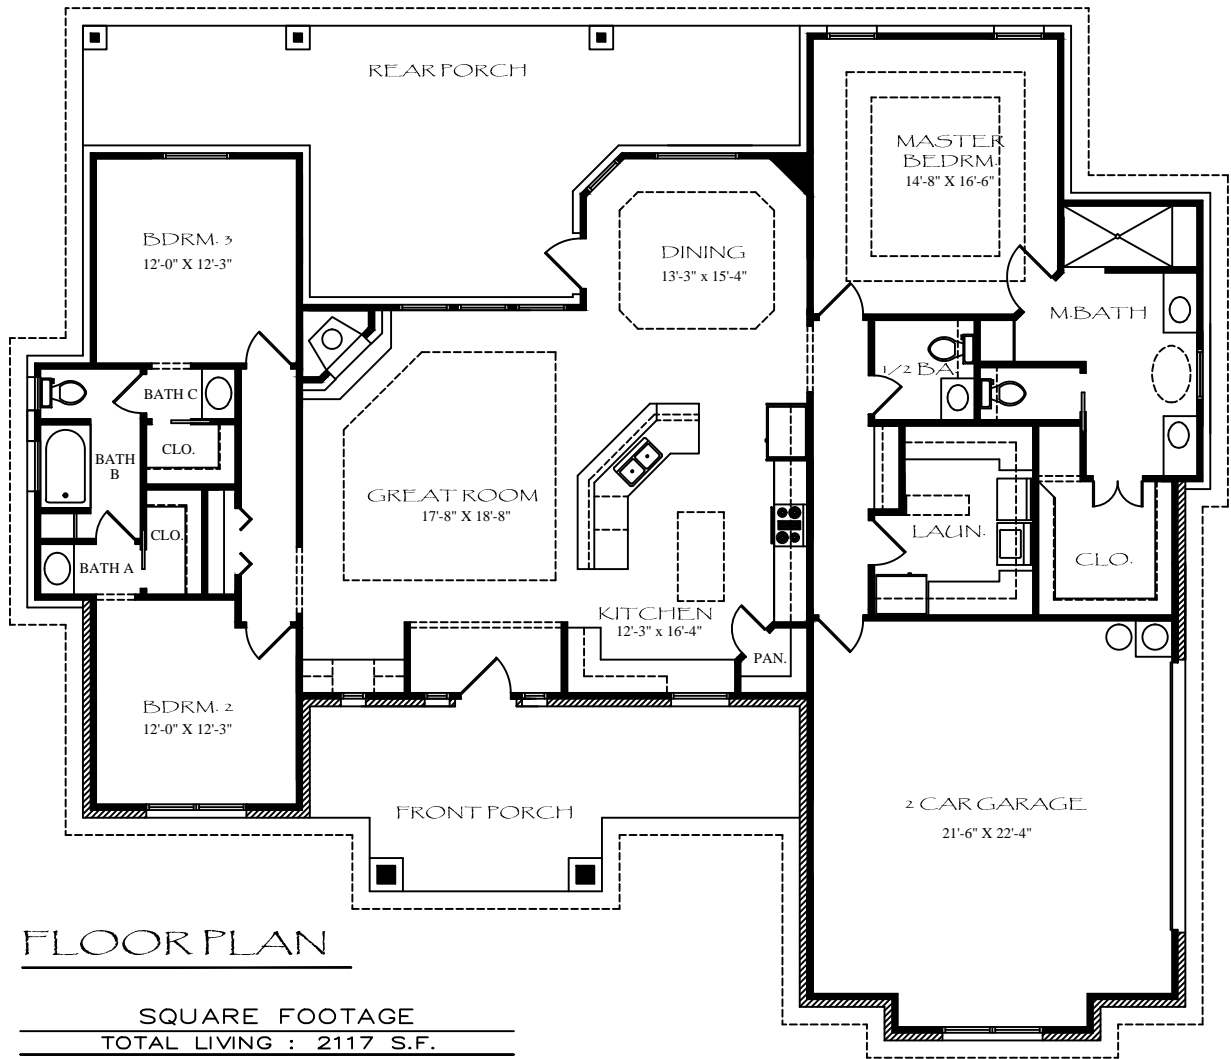 REAR PORCH
MASTER
BEDRM.
14'-8" X 16'-6"
BDRM. 3
12'-0" X 12'-3"
DINING
13'-3" x 15'-4"
M.BATH
1/2 BA.
BATH C
CLO.
BATH
B
GREAT ROOM
17'-8" X 18'-8"
CLO.
LAUN.
CLO.
BATH A
KITCHEN
12'-3" x 16'-4"
PAN.
BDRM. 2
12'-0" X 12'-3"
FRONT PORCH
2 CAR GARAGE
21'-6" X 22'-4"
FLOOR PLAN
SQUARE FOOTAGE
TOTAL LIVING : 2117 S.F.